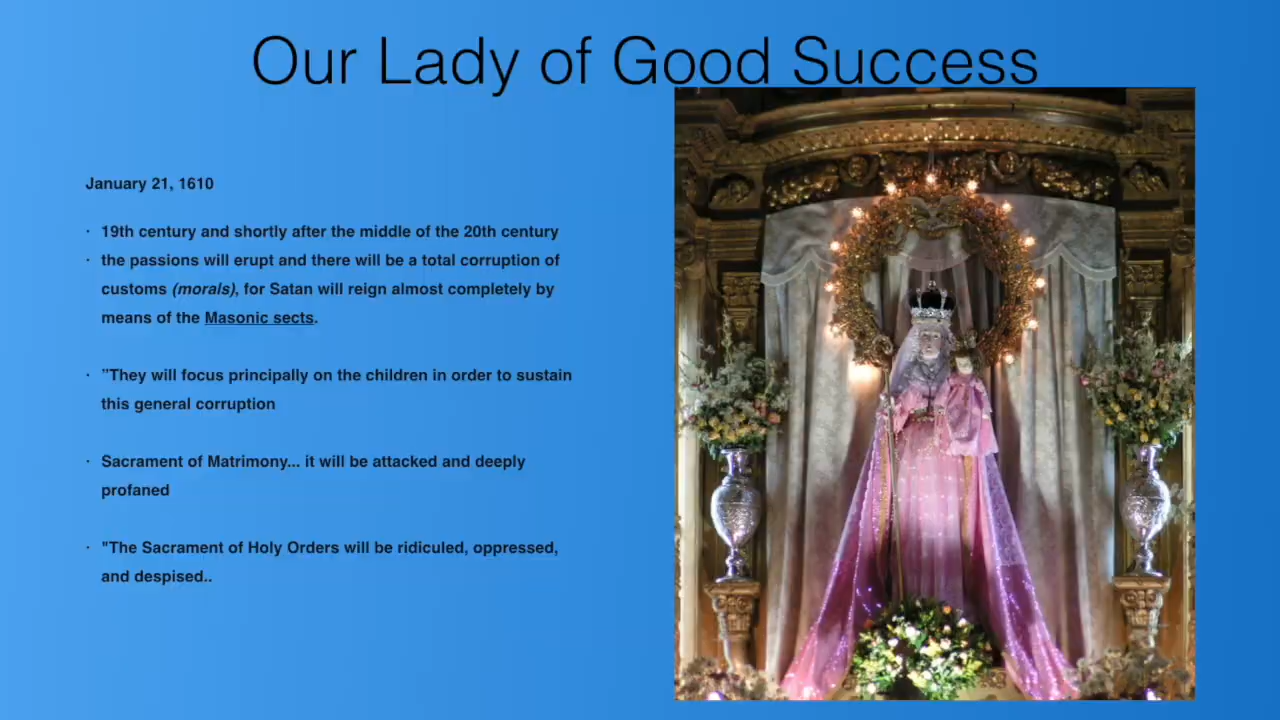 Our Lady of Good Success
January 21, 1610
· 19th century and shortly after the middle of the 20th century
· the passions will erupt and there will be a total corruption of
customs (morals), for Satan will reign almost completely by
means of the Masonic sects.
· ”They will focus principally on the children in order to sustain
this general corruption
· Sacrament of Matrimony... it will be attacked and deeply
profaned
· "The Sacrament of Holy Orders will be ridiculed, oppressed,
and despised..